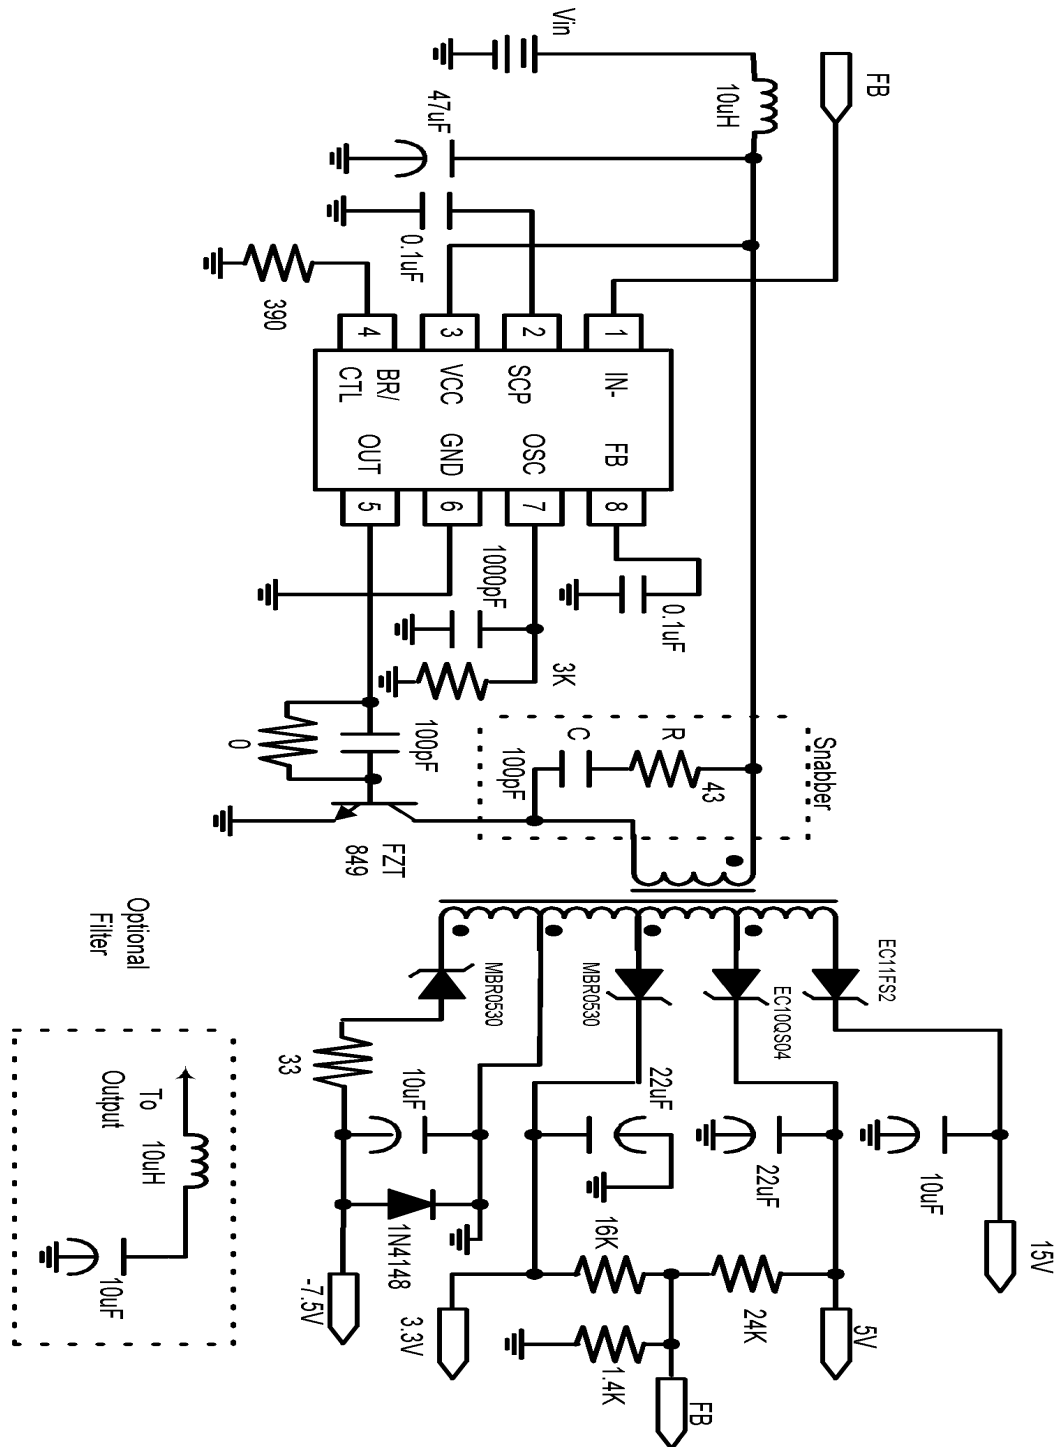 FB
Vin
10uH
47uF
0.1uF
390
1
2
3
4
IN-
SCP
VCC
BR/
CTL
FB
OSC
GND
OUT
8
7
6
5
0.1uF
1000pF
3K
100pF
0
Snabber
R
43
C
100pF
FZT
849
EC11FS2
EC10QS04
MBR0530
MBR0530
33
10uF
22uF
22uF
10uF
1N4148
16K
24K
1.4K
15V
5V
FB
3.3V
-7.5V
Optional
Filter
To
Output
10uH
10uF